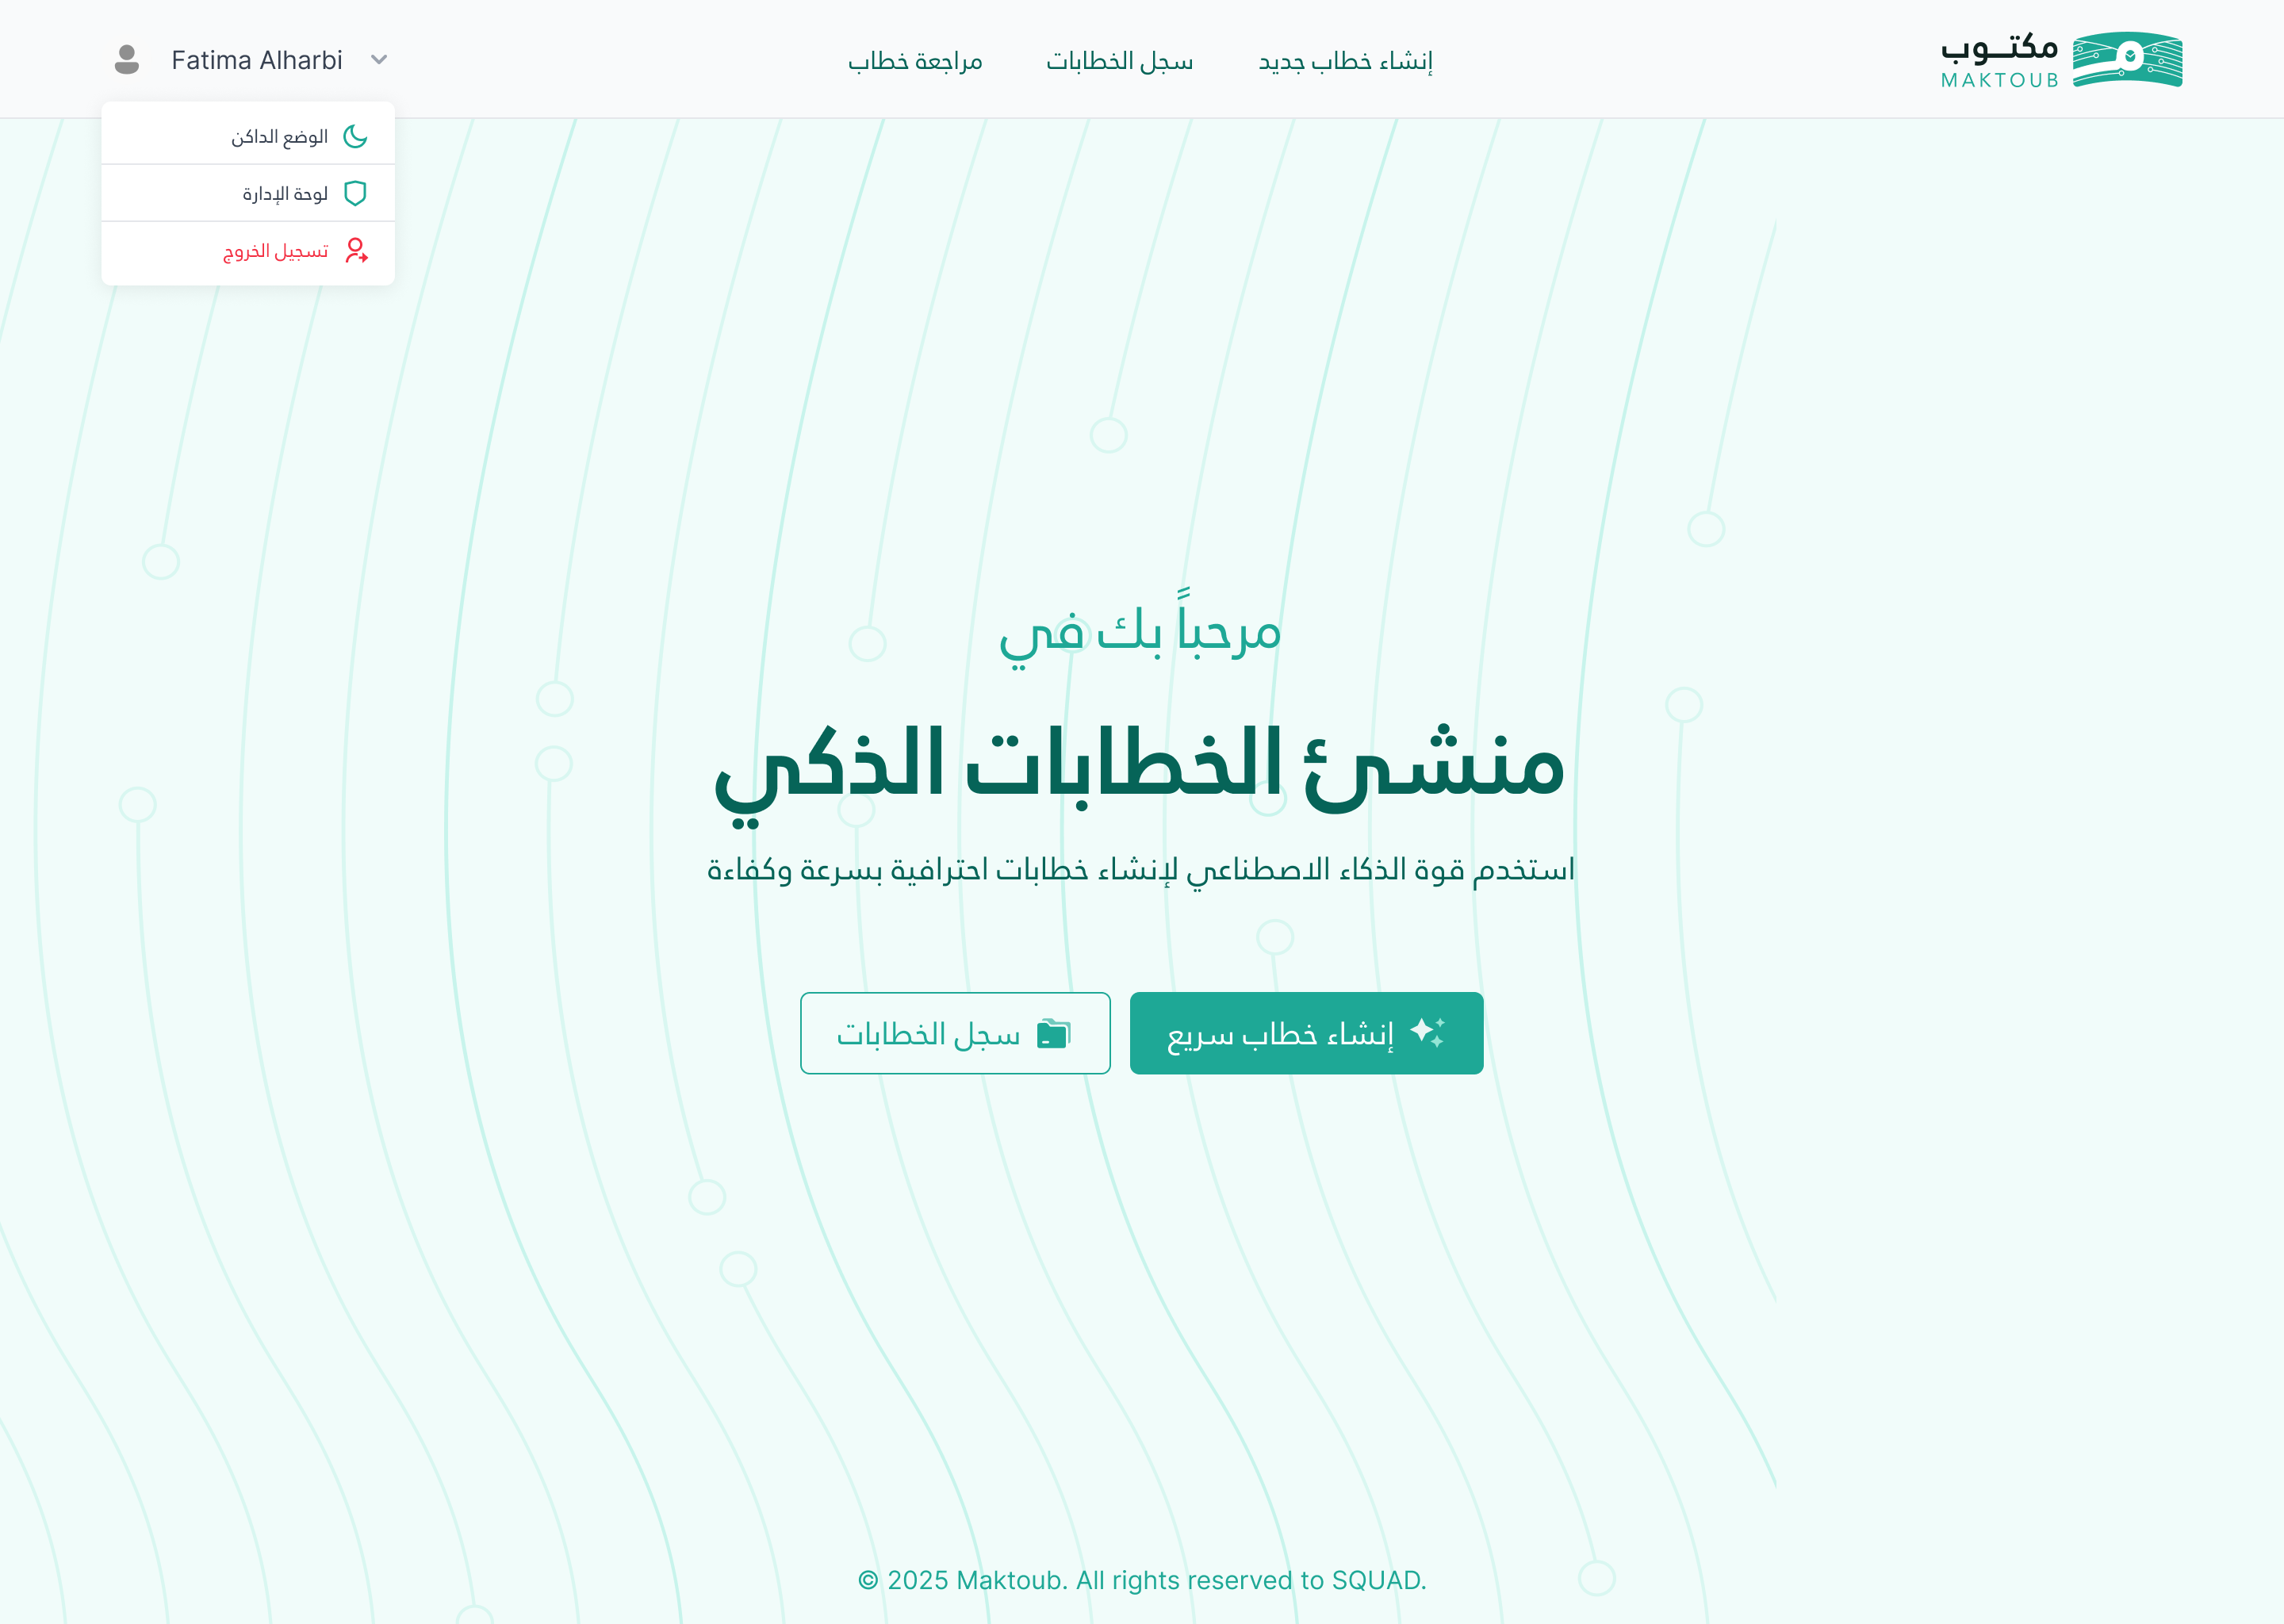 مكتوب
MAKTOUB
إنشاء خطاب جديد
سجل الخطابات
مراجعة خطاب
Fatima Alharbi
الوضع الداكن
لوحة الإدارة
تسجيل الخروج
مرحباً بك في
منشئ الخطابات الذكي
استخدم قوة الذكاء الاصطناعي لإنشاء خطابات احترافية بسرعة وكفاءة
إنشاء خطاب سريع
سجل الخطابات
© 2025 Maktoub. All rights reserved to SQUAD.